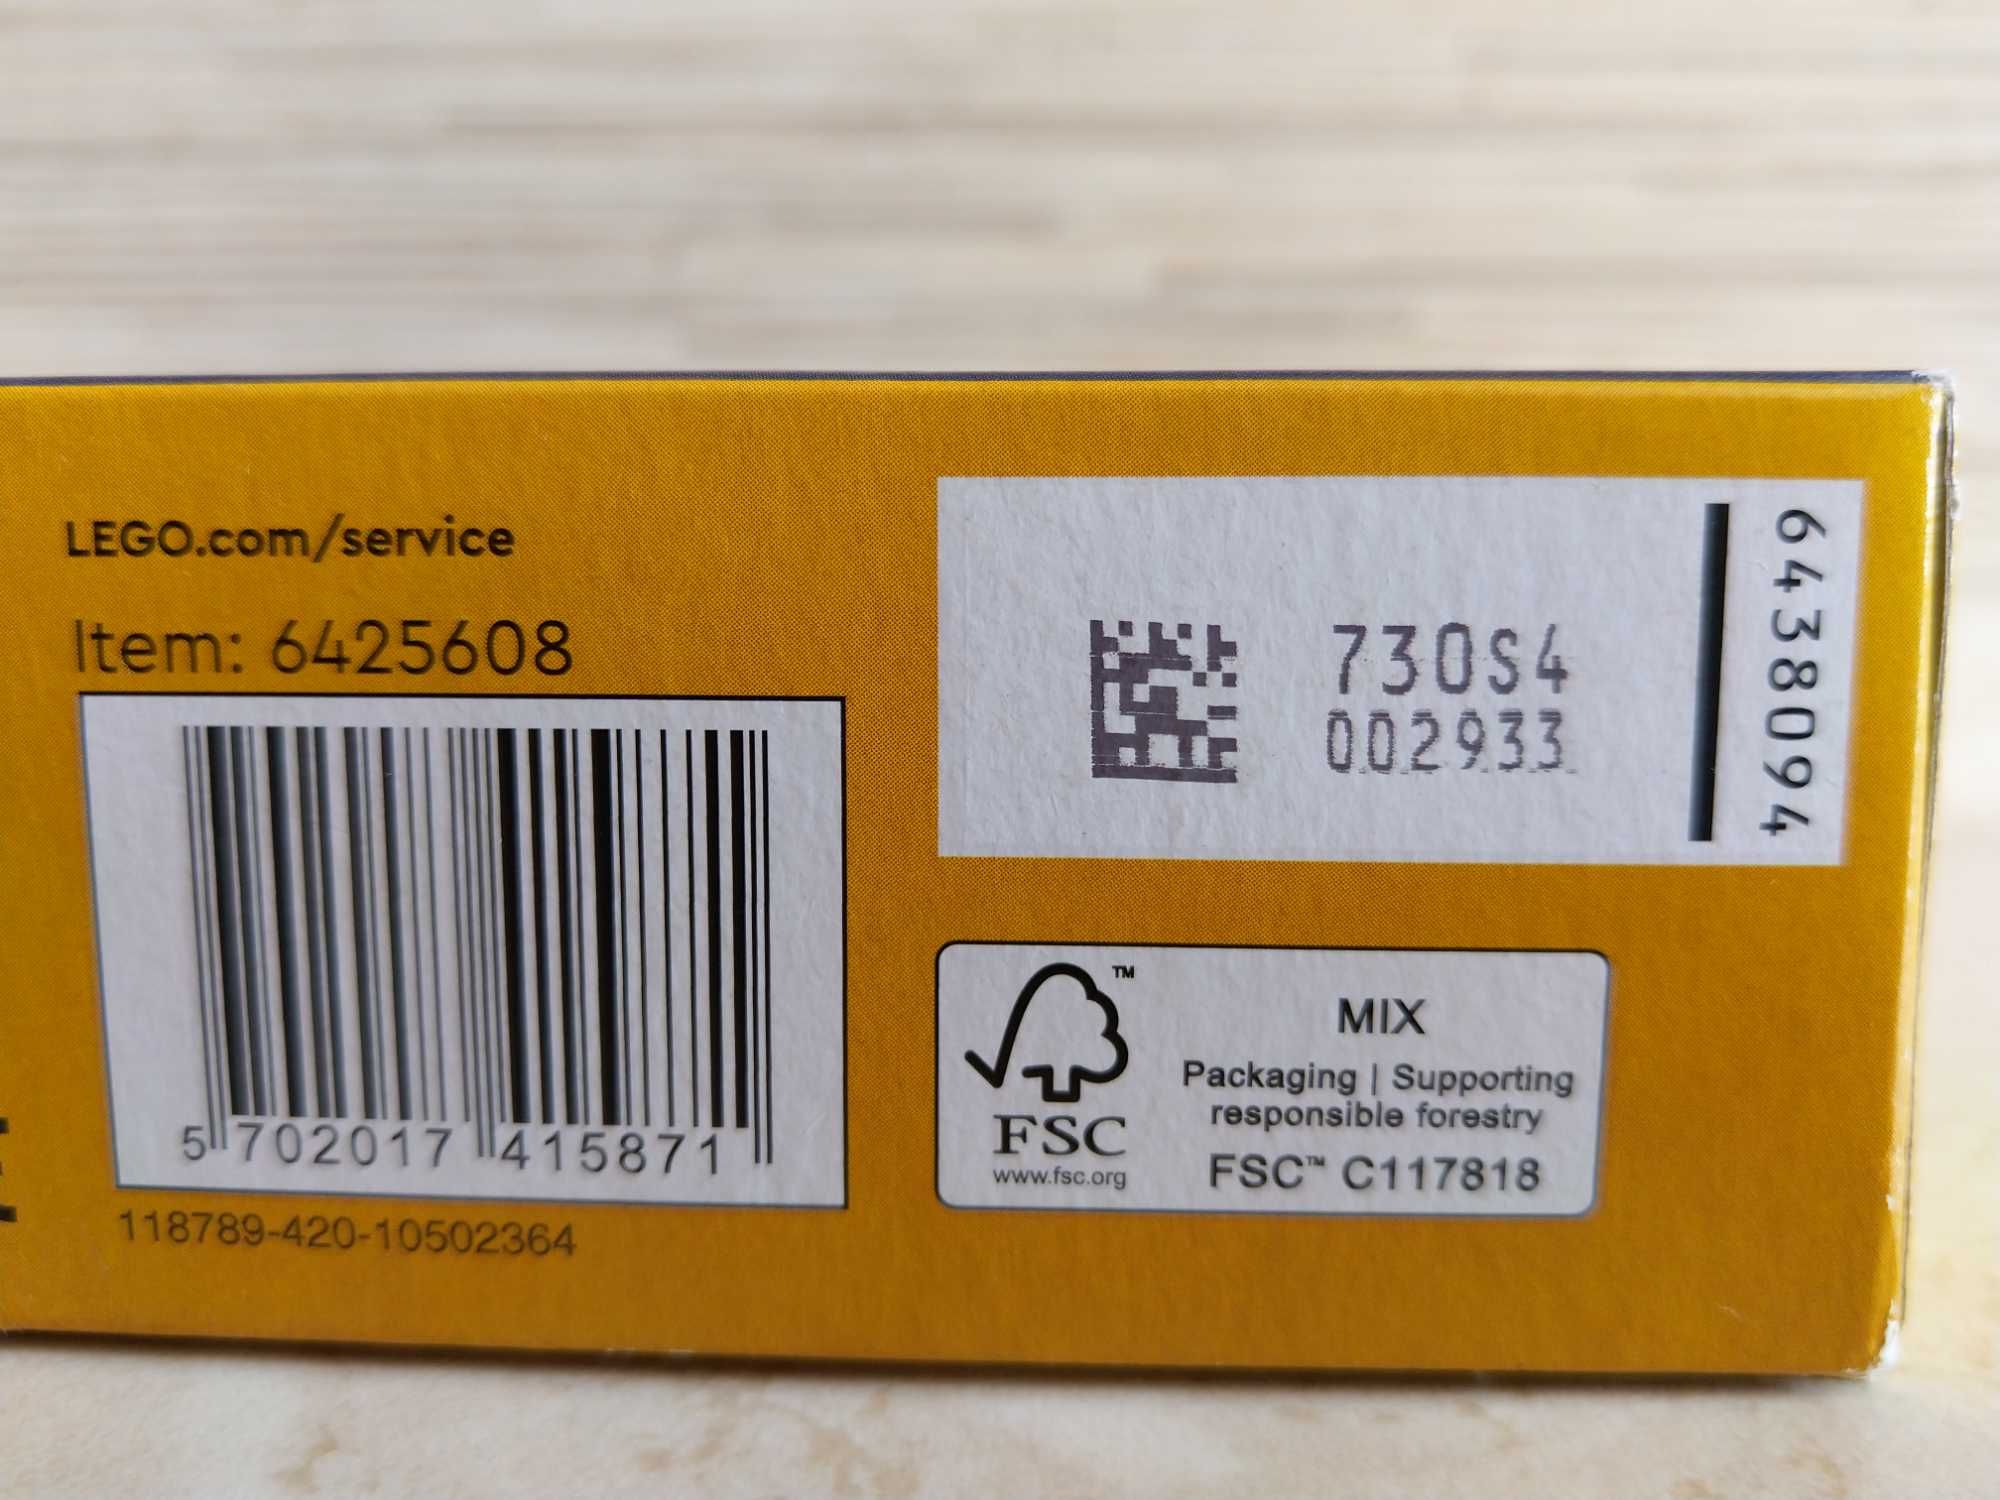 LEGO.com/service
Item: 6425608
5 702017 415871
118789-420-10502364
730S4
002933
6438094
™
FSC
www.fsc.org
MIX
Packaging | Supporting
responsible forestry
FSC™ C117818